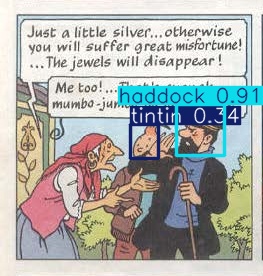 Just a little silver... otherwise
you will suffer great misfortune!
...The jewels will disappear!
Me too!...
mumbo-jum
haddock 0.91
tintin 0.34